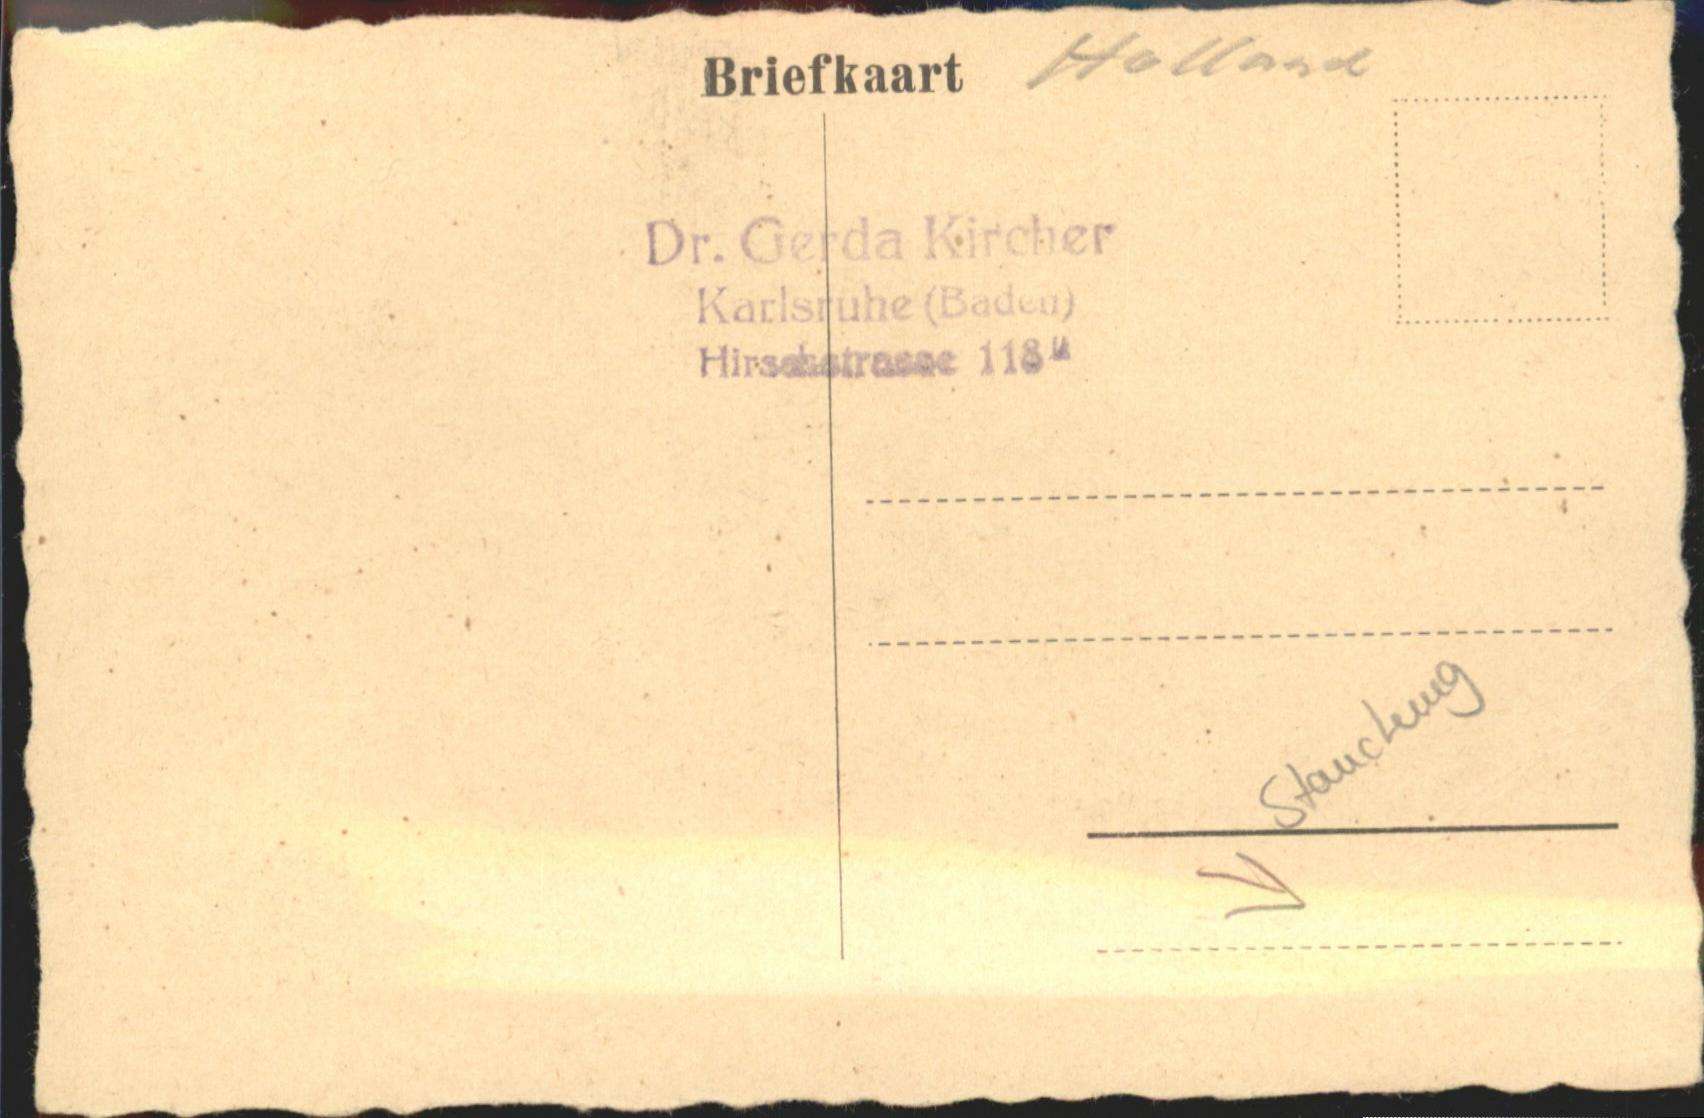 Briefkaart
Holland
Dr. Gerda Kircher
Karlsruhe (Baden)
Hirschstrasse 118
Stauchung